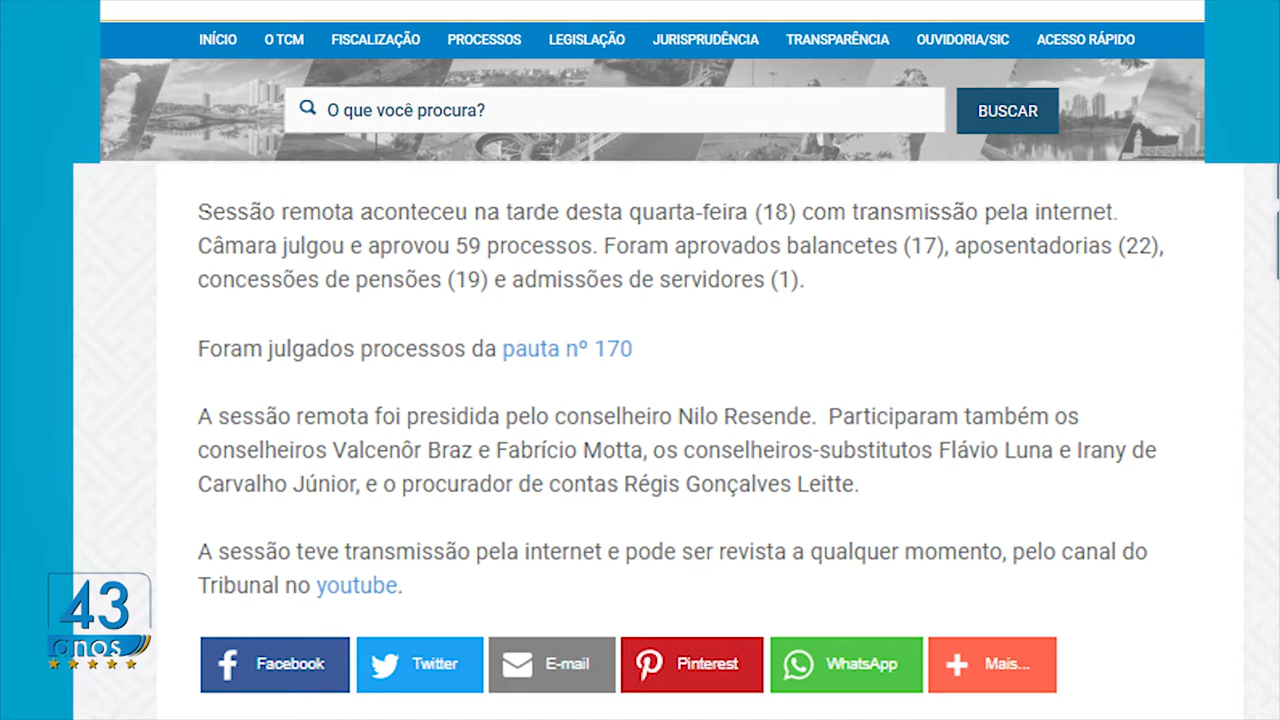 INÍCIO O TCM FISCALIZAÇÃO PROCESSOS LEGISLAÇÃO JURISPRUDÊNCIA TRANSPARÊNCIA OUVIDORIA/SIC ACESSO RÁPIDO
O que você procura? BUSCAR
Sessão remota aconteceu na tarde desta quarta-feira (18) com transmissão pela internet.
Câmara julgou e aprovou 59 processos. Foram aprovados balancetes (17), aposentadorias (22),
concessões de pensões (19) e admissões de servidores (1).
Foram julgados processos da pauta nº 170
A sessão remota foi presidida pelo conselheiro Nilo Resende. Participaram também os
conselheiros Valcenôr Braz e Fabrício Motta, os conselheiros-substitutos Flávio Luna e Irany de
Carvalho Júnior, e o procurador de contas Régis Gonçalves Leitte.
A sessão teve transmissão pela internet e pode ser revista a qualquer momento, pelo canal do
Tribunal no youtube.
43
anos
Facebook Twitter E-mail Pinterest WhatsApp Mais...